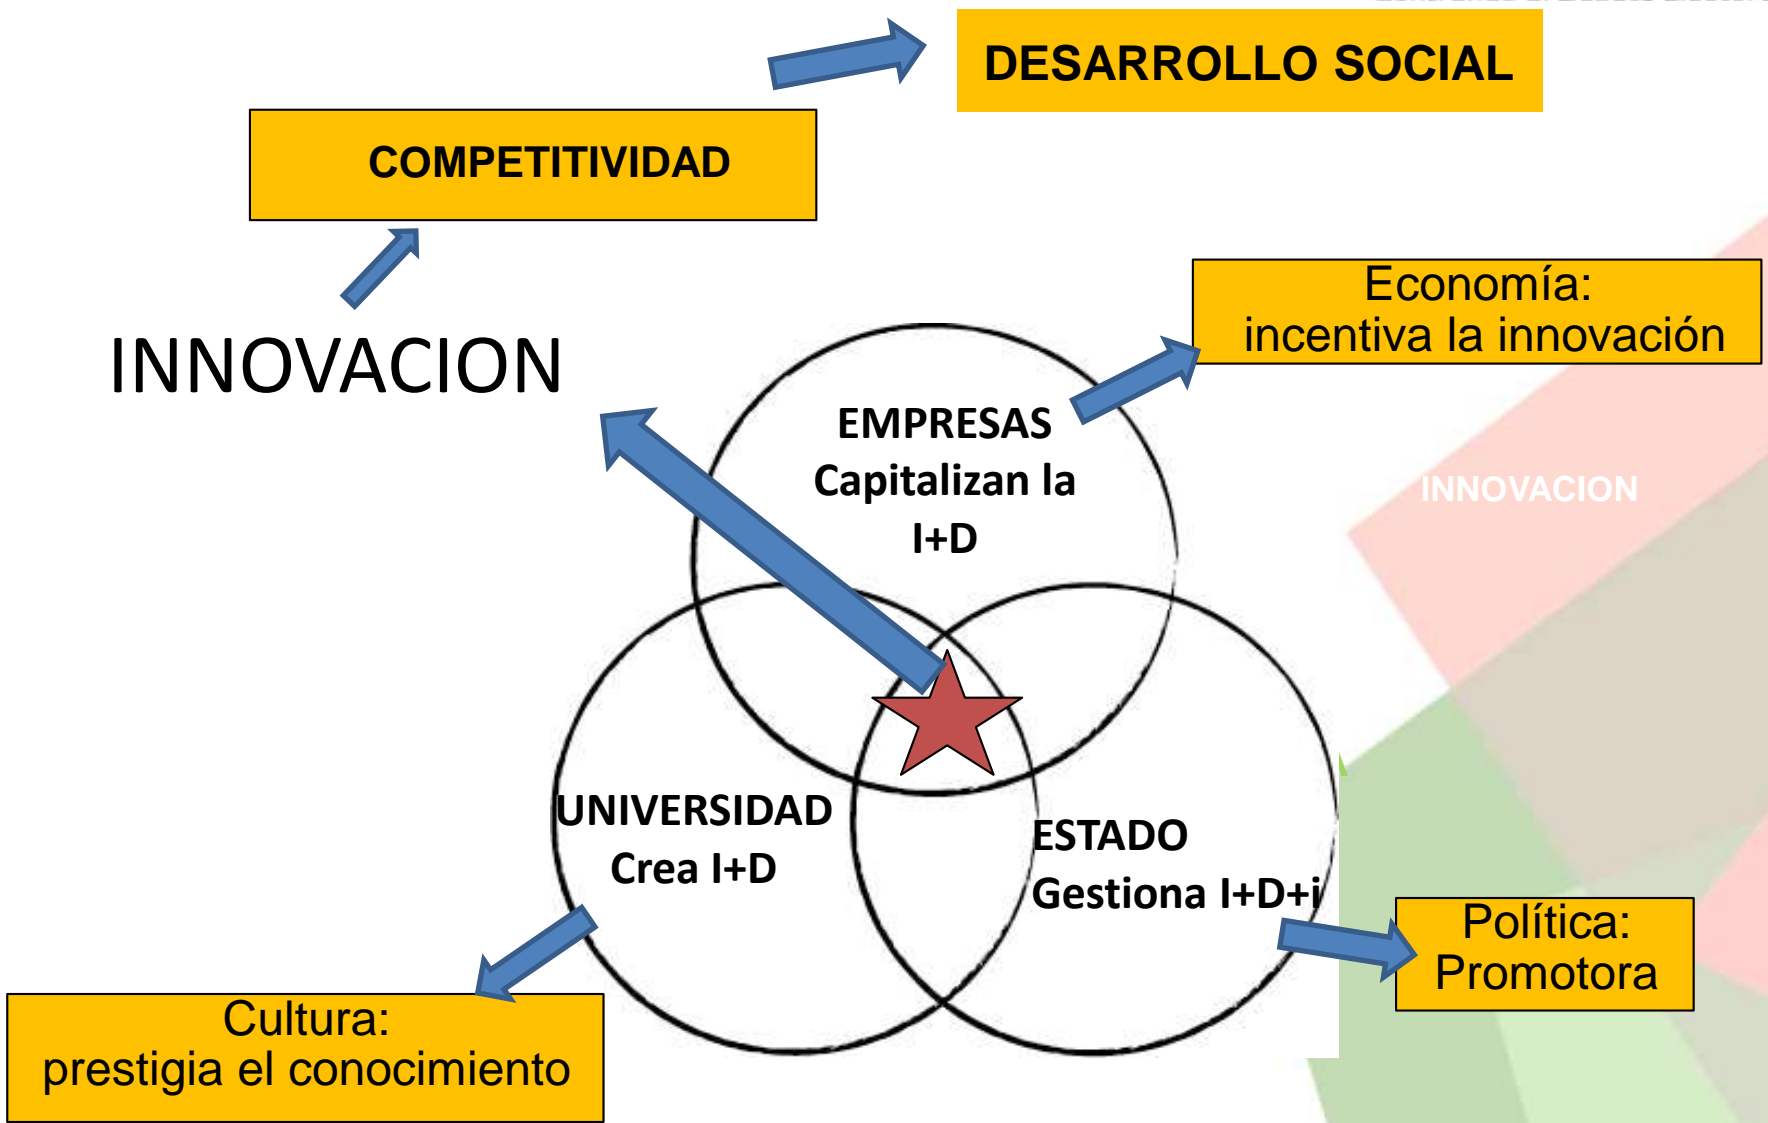 DESARROLLO SOCIAL
COMPETITIVIDAD
Economía:
incentiva la innovación
INNOVACION
EMPRESAS
Capitalizan la
I+D
INNOVACION
UNIVERSIDAD
Crea I+D
ESTADO
Gestiona I+D+i
Política:
Promotora
Cultura:
prestigia el conocimiento